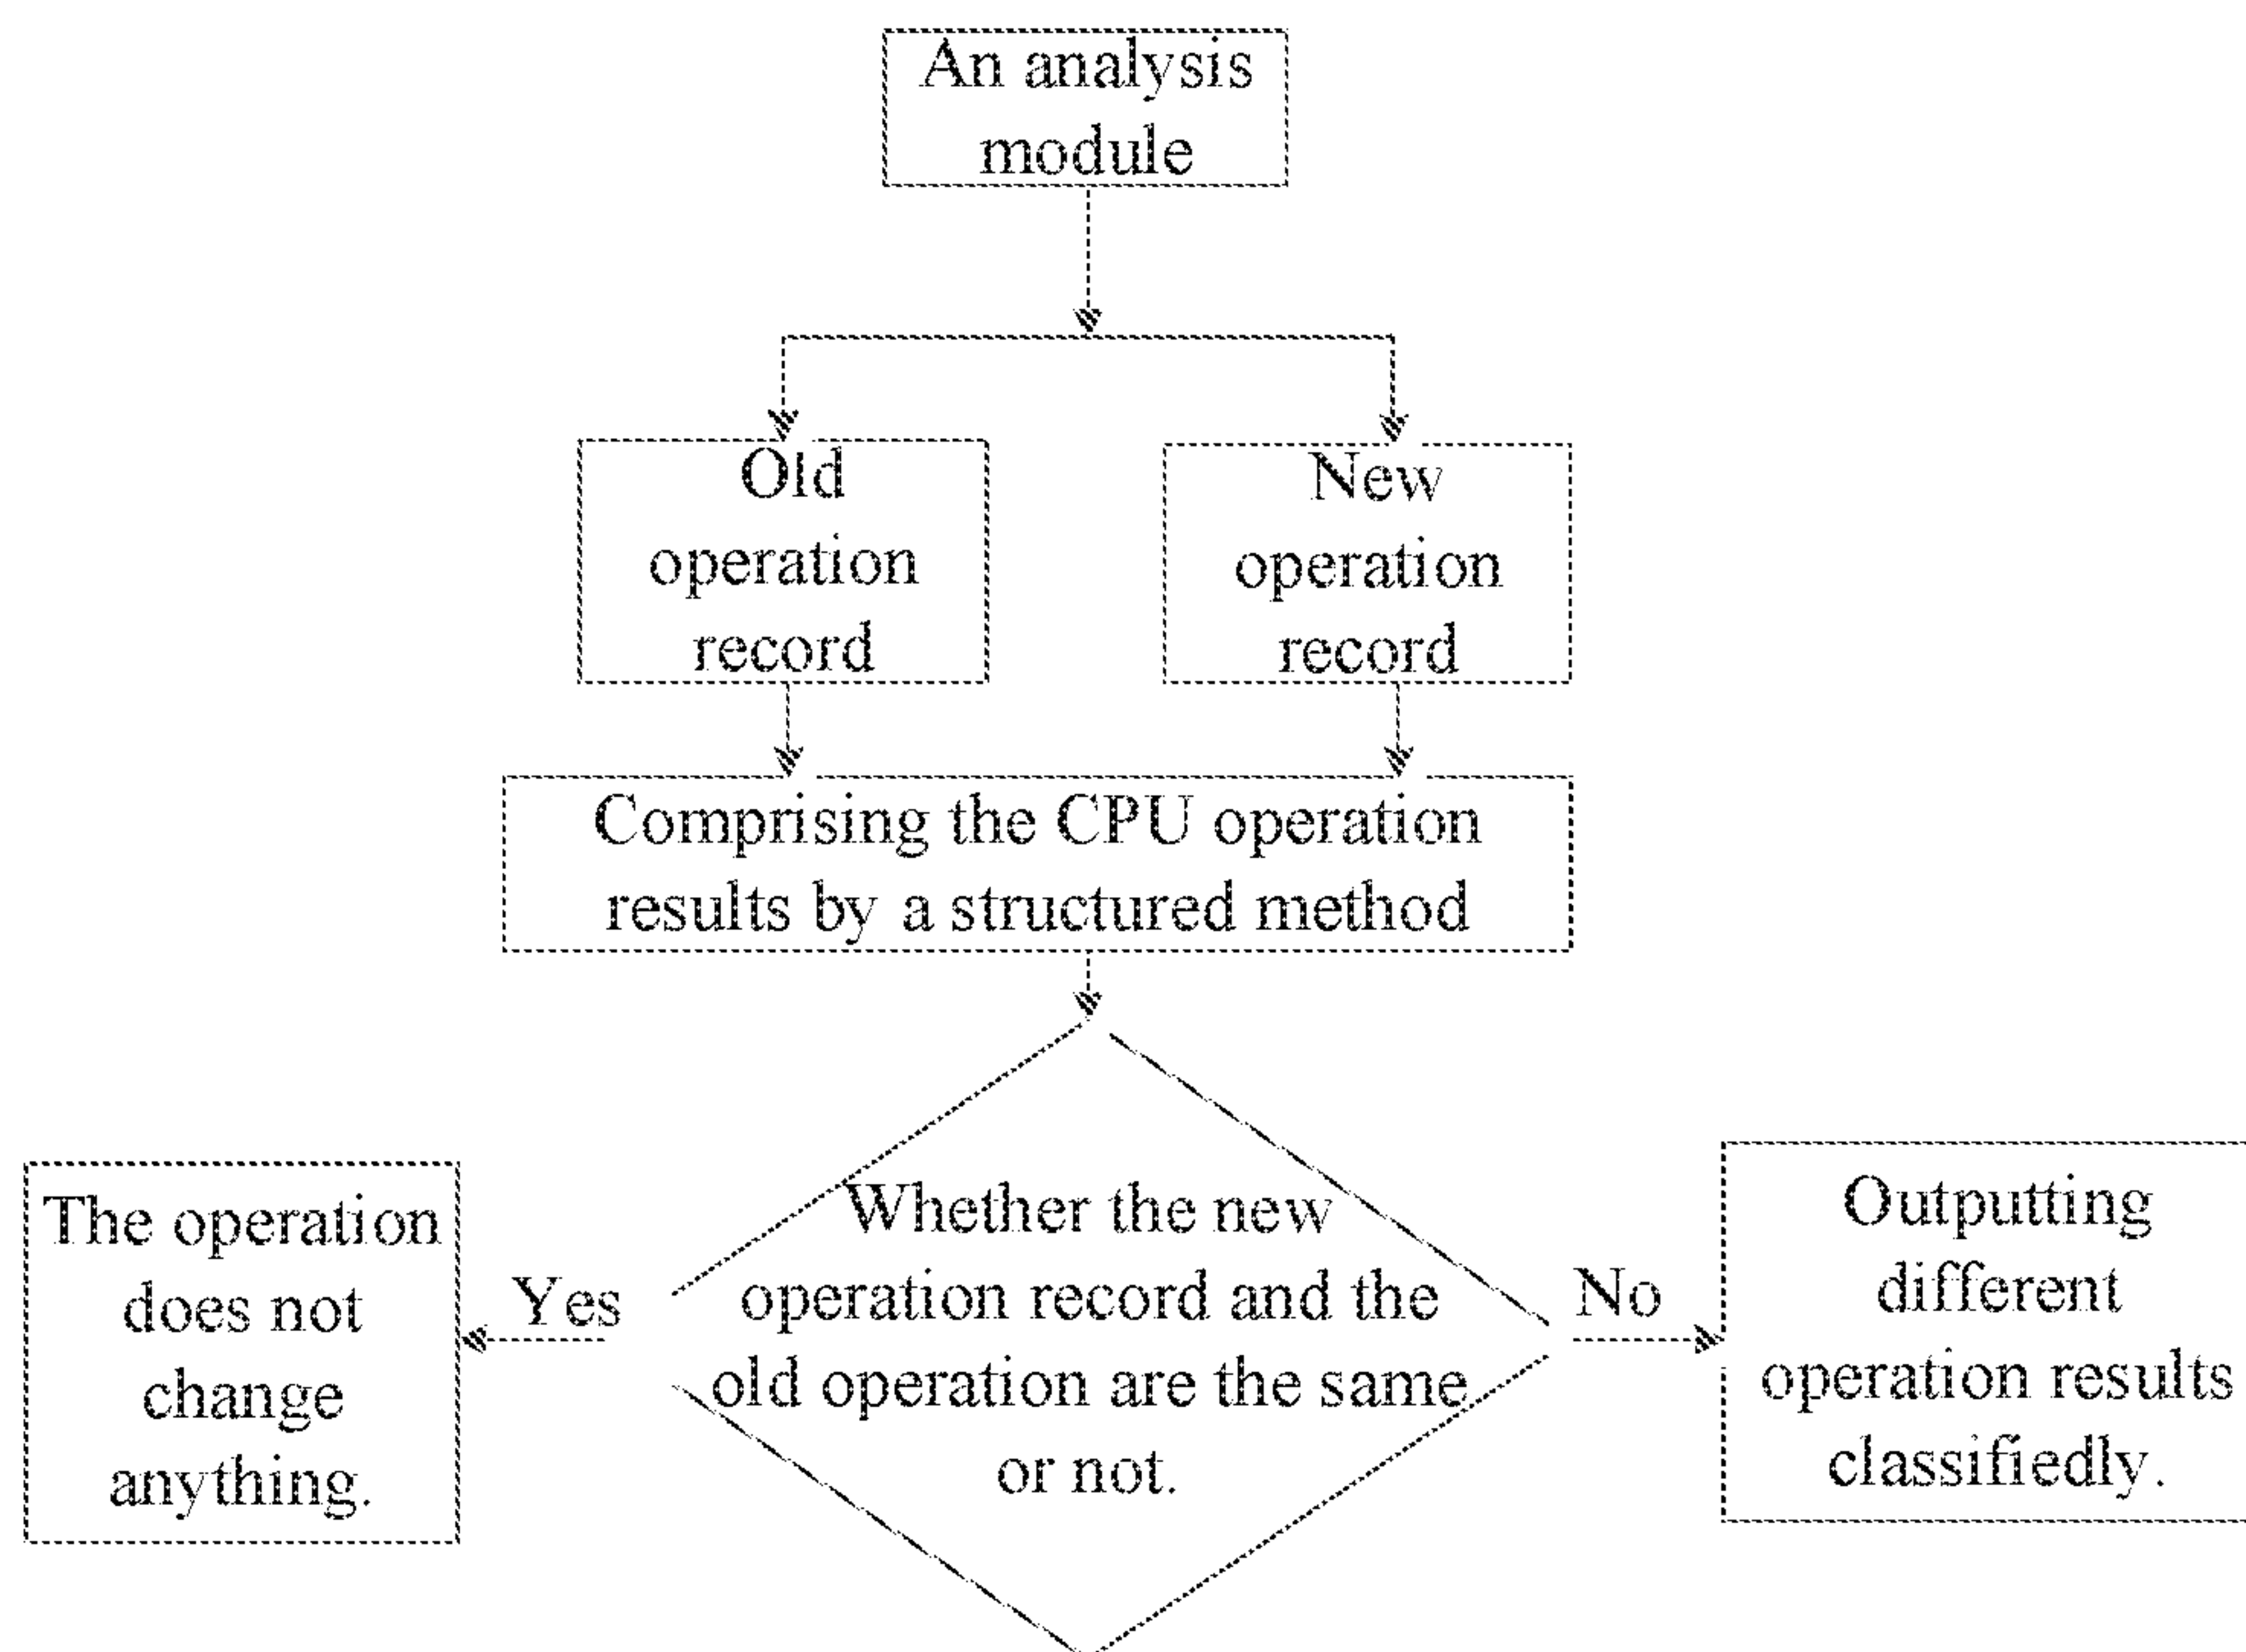 An analysis
module
Old
operation
record
New
operation
record
Comprising the CPU operation
results by a structured method
The operation
does not
change
anything.
Yes
Whether the new
operation record and the
old operation are the same
or not.
No
Outputting
different
operation results
classifiedly.